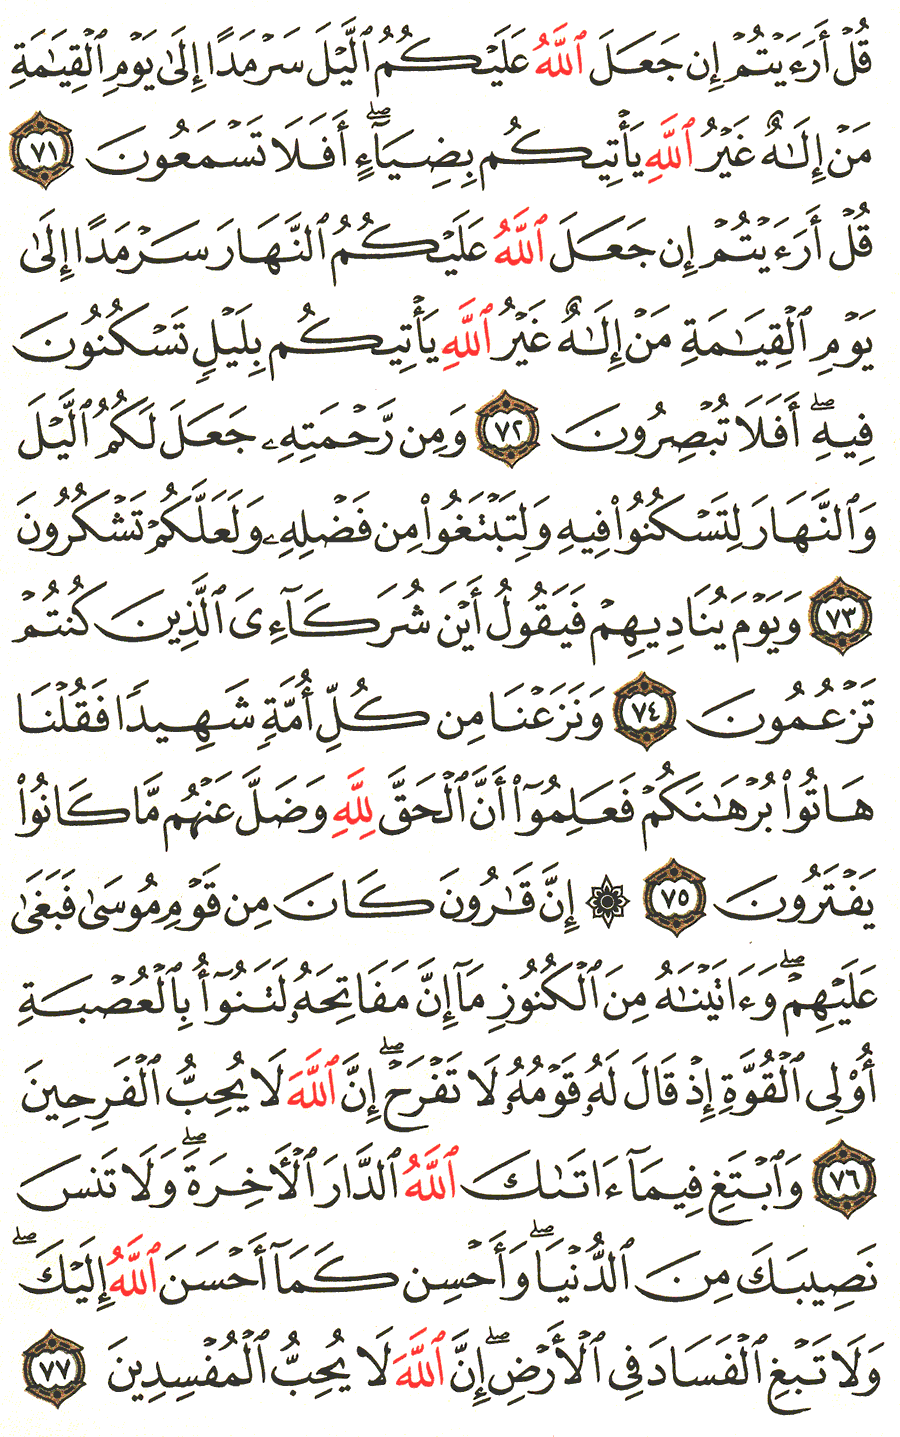 قُلْ أَرَءَيْتُمْ إِن جَعَلَ ٱللَّهُ عَلَيْكُمُ ٱلَّيْلَ سَرْمَدًا إِلَىٰ يَوْمِ ٱلْقِيَـٰمَةِ
مَنْ إِلَـٰهٌ غَيْرُ ٱللَّهِ يَأْتِيكُم بِضِيَآءٍ ۖ أَفَلَا تَسْمَعُونَ ٧١
قُلْ أَرَءَيْتُمْ إِن جَعَلَ ٱللَّهُ عَلَيْكُمُ ٱلنَّهَارَ سَرْمَدًا إِلَىٰ
يَوْمِ ٱلْقِيَـٰمَةِ مَنْ إِلَـٰهٌ غَيْرُ ٱللَّهِ يَأْتِيكُم بِلَيْلٍ تَسْكُنُونَ
فِيهِ ۖ أَفَلَا تُبْصِرُونَ ٧٢ وَمِن رَّحْمَتِهِۦ جَعَلَ لَكُمُ ٱلَّيْلَ
وَٱلنَّهَارَ لِتَسْكُنُوا۟ فِيهِ وَلِتَبْتَغُوا۟ مِن فَضْلِهِۦ وَلَعَلَّكُمْ تَشْكُرُونَ
٧٣ وَيَوْمَ يُنَادِيهِمْ فَيَقُولُ أَيْنَ شُرَكَآءِىَ ٱلَّذِينَ كُنتُمْ
تَزْعُمُونَ ٧٤ وَنَزَعْنَا مِن كُلِّ أُمَّةٍ شَهِيدًا فَقُلْنَا
هَاتُوا۟ بُرْهَـٰنَكُمْ فَعَلِمُوٓا۟ أَنَّ ٱلْحَقَّ لِلَّهِ وَضَلَّ عَنْهُم مَّا كَانُوا۟
يَفْتَرُونَ ٧٥ ۞ إِنَّ قَـٰرُونَ كَانَ مِن قَوْمِ مُوسَىٰ فَبَغَىٰ
عَلَيْهِمْ ۖ وَءَاتَيْنَـٰهُ مِنَ ٱلْكُنُوزِ مَآ إِنَّ مَفَاتِحَهُۥ لَتَنُوٓأُ بِٱلْعُصْبَةِ
أُو۟لِى ٱلْقُوَّةِ إِذْ قَالَ لَهُۥ قَوْمُهُۥ لَا تَفْرَحْ ۖ إِنَّ ٱللَّهَ لَا يُحِبُّ ٱلْفَرِحِينَ
٧٦ وَٱبْتَغِ فِيمَآ ءَاتَىٰكَ ٱللَّهُ ٱلدَّارَ ٱلْـَٔاخِرَةَ ۖ وَلَا تَنسَ
نَصِيبَكَ مِنَ ٱلدُّنْيَا ۖ وَأَحْسِن كَمَآ أَحْسَنَ ٱللَّهُ إِلَيْكَ ۖ
وَلَا تَبْغِ ٱلْفَسَادَ فِى ٱلْأَرْضِ ۖ إِنَّ ٱللَّهَ لَا يُحِبُّ ٱلْمُفْسِدِينَ ٧٧